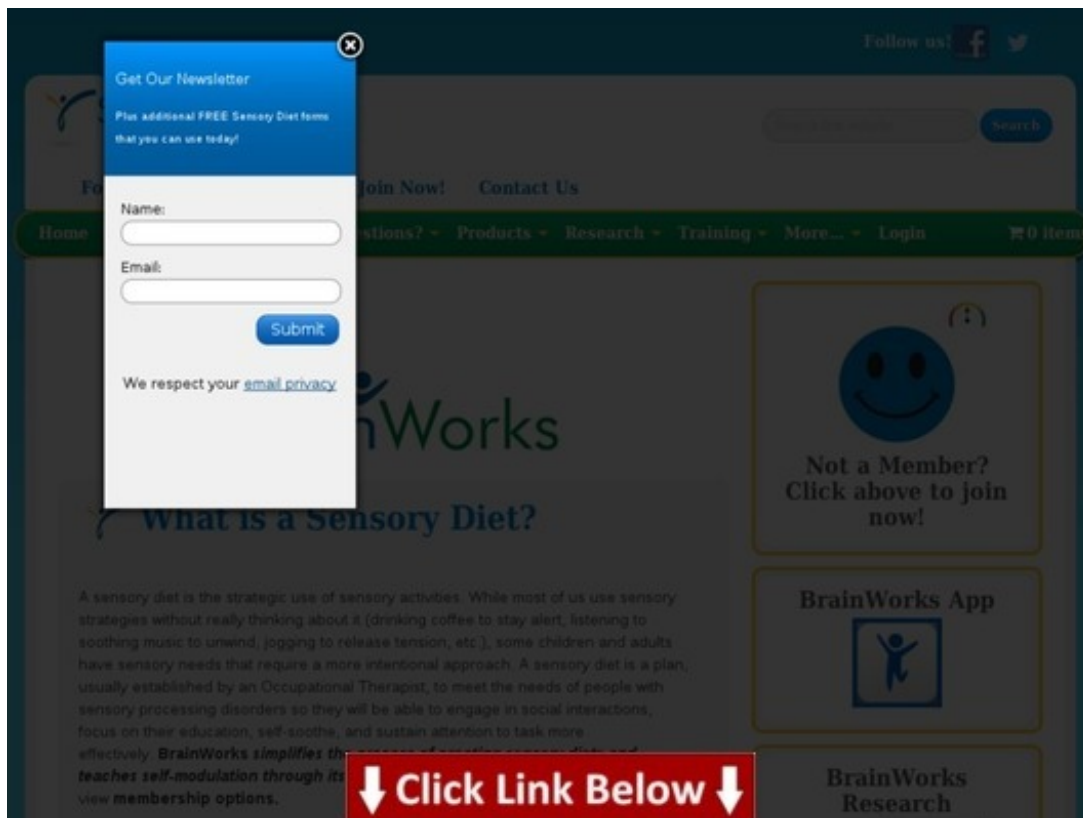 Follow us!
Get Our Newsletter
Plus additional FREE Sensory Diet forms
that you can use today!
Search
Join Now! Contact Us
Name:
Home
Products Research Training More... Login 0 item
Email:
Submit
We respect your email privacy
Works
Not a Member?
Click above to join
now!
What is a Sensory Diet?
A sensory diet is the strategic use of sensory activities. While most of us use sensory
strategies without really thinking about it (drinking coffee to stay alert, listening to
soothing music to unwind, jogging to release tension, etc.), some children and adults
have sensory needs that require a more intentional approach. A sensory diet is a plan,
usually established by an Occupational Therapist, to meet the needs of people with
sensory processing disorders so they will be able to engage in social interactions,
focus on their education, self-soothe, and sustain attention to task more
effectively. BrainWorks simplifies the
teaches self-modulation through its
view membership options.
BrainWorks App
BrainWorks
Research
Click Link Below